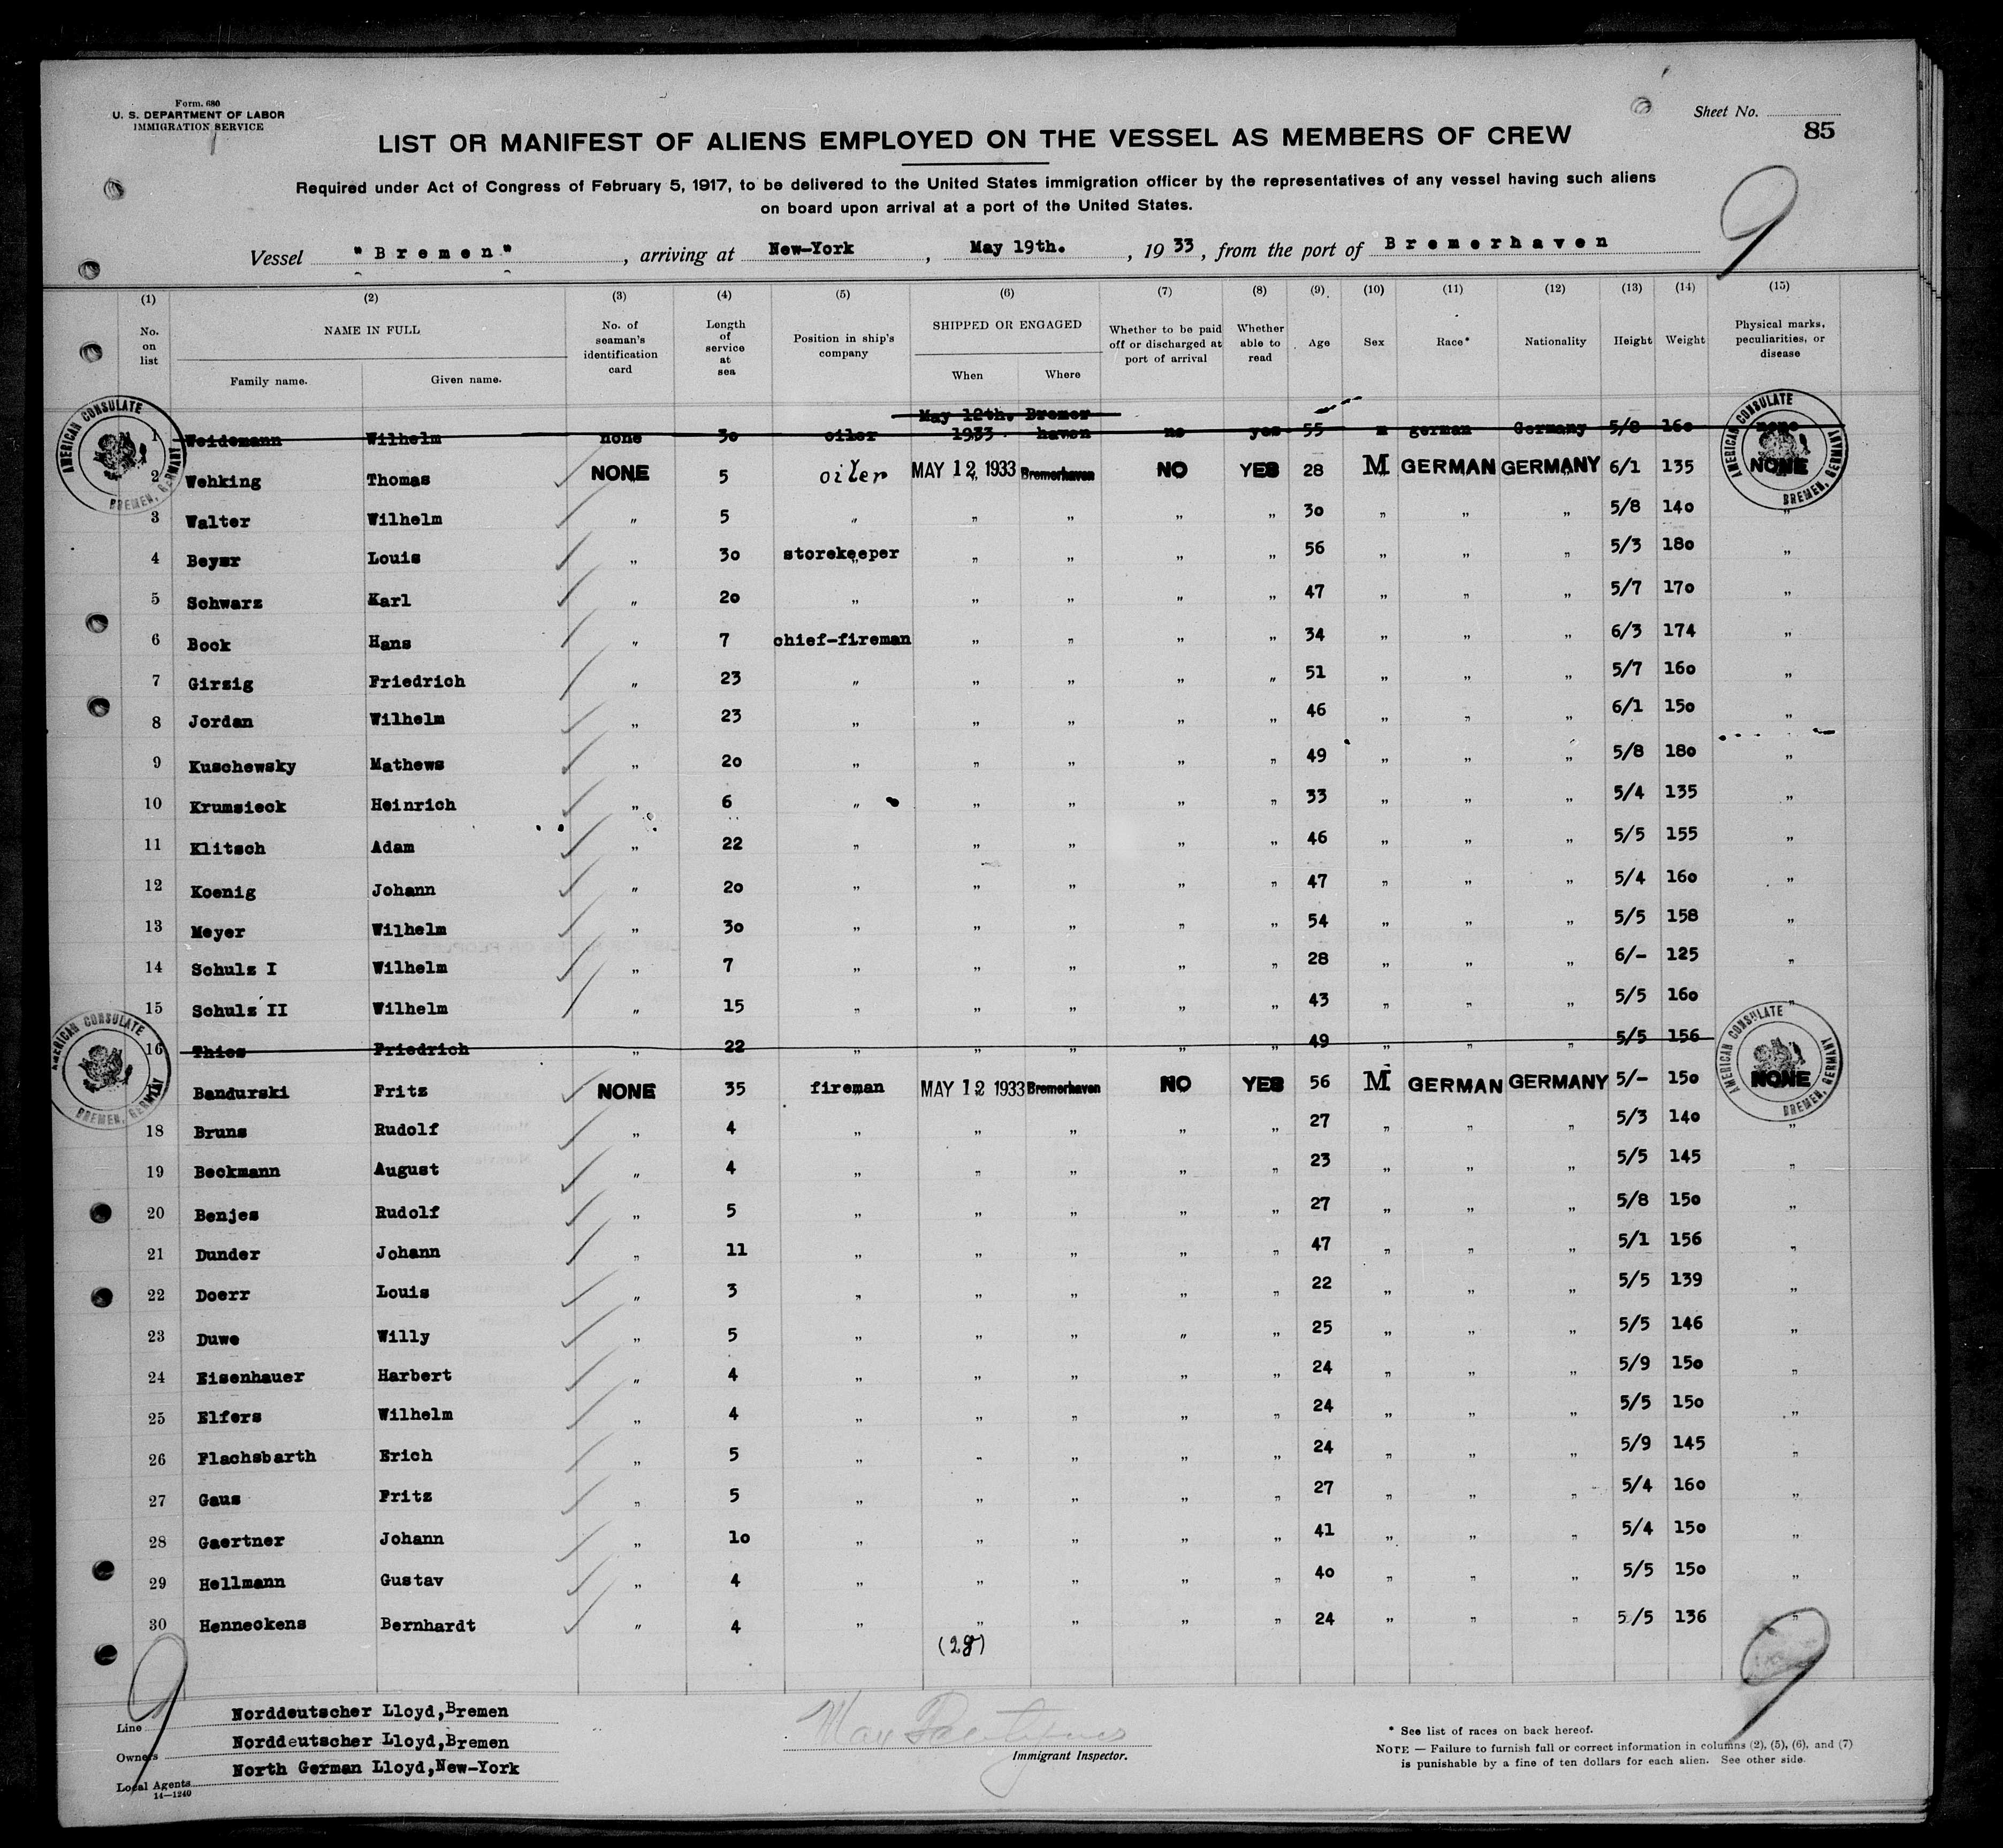 Form. 680
U. S. DEPARTMENT OF LABOR
IMMIGRATION SERVICE
Sheet No.
85
LIST OR MANIFEST OF ALIENS EMPLOYED ON THE VESSEL AS MEMBERS OF CREW
Required under Act of Congress of February 5, 1917, to be delivered to the United States immigration officer by the representatives of any vessel having such aliens
on board upon arrival at a port of the United States.
9
Vessel "Bremen" , arriving at New-York , May 19th. , 1933 , from the port of Bremerhaven
(1) (2) (3) (4) (5) (6) (7) (8) (9) (10) (11) (12) (13) (14) (15)
No. on list NAME IN FULL Family name. Given name. No. of seaman's identification card Length of service at sea Position in ship's company SHIPPED OR ENGAGED When Where Whether to be paid off or discharged at port of arrival Whether able to read Age Sex Race* Nationality Height Weight Physical marks, peculiarities, or disease
AMERICAN CONSULATE BREMEN, GERMANY
AMERICAN CONSULATE BREMEN, GERMANY
May 12th. Bremer
1 Weidemann Wilhelm none 30 oiler 1933 haven no yes 55 m german Germany 5/8 160 none
2 Wehking Thomas NONE 5 oiler MAY 12 1933 Bremerhaven NO YES 28 M GERMAN GERMANY 6/1 135 NONE
3 Walter Wilhelm " 5 " " " " " 30 " " " 5/8 140 "
4 Beyer Louis " 30 storekeeper " " " " 56 " " " 5/3 180 "
5 Schwarz Karl " 20 " " " " " 47 " " " 5/7 170 "
6 Bock Hans " 7 chief-fireman " " " " 34 " " " 6/3 174 "
7 Girzig Friedrich " 23 " " " " " 51 " " " 5/7 160 "
8 Jordan Wilhelm " 23 " " " " " 46 " " " 6/1 150 "
9 Kuschewsky Mathews " 20 " " " " " 49 " " " 5/8 180 "
10 Krumsieck Heinrich " 6 " " " " " 33 " " " 5/4 135 "
11 Klitsch Adam " 22 " " " " " 46 " " " 5/5 155 "
12 Koenig Johann " 20 " " " " " 47 " " " 5/4 160 "
13 Meyer Wilhelm " 30 " " " " " 54 " " " 5/5 158 "
14 Schulz I Wilhelm " 7 " " " " " 28 " " " 6/- 125 "
15 Schulz II Wilhelm " 15 " " " " " 43 " " " 5/5 160 "
AMERICAN CONSULATE BREMEN, GERMANY
AMERICAN CONSULATE BREMEN, GERMANY
16 Thies Friedrich " 22 " " " " " 49 " " " 5/5 156
Bandurski Fritz NONE 35 fireman MAY 12 1933 Bremerhaven NO YES 56 M GERMAN GERMANY 5/- 150 NONE
18 Bruns Rudolf " 4 " " " " " 27 " " " 5/3 140 "
19 Beckmann August " 4 " " " " " 23 " " " 5/5 145 "
20 Benjes Rudolf " 5 " " " " " 27 " " " 5/8 150 "
21 Dunder Johann " 11 " " " " " 47 " " " 5/1 156 "
22 Doerr Louis " 3 " " " " " 22 " " " 5/5 139 "
23 Duwe Willy " 5 " " " " " 25 " " " 5/5 146 "
24 Eisenhauer Harbert " 4 " " " " " 24 " " " 5/9 150 "
25 Elfers Wilhelm " 4 " " " " " 24 " " " 5/5 150 "
26 Flachsbarth Erich " 5 " " " " " 24 " " " 5/9 145 "
27 Gaus Fritz " 5 " " " " " 27 " " " 5/4 160 "
28 Gaertner Johann " 10 " " " " " 41 " " " 5/4 150 "
29 Hellmann Gustav " 4 " " " " " 40 " " " 5/5 150 "
30 Henneckens Bernhardt " 4 " " " " " 24 " " " 5/5 136 "
(28)
9
9
Line Norddeutscher Lloyd,Bremen
Owners Norddeutscher Lloyd,Bremen
Local Agents North German Lloyd,New-York
14—1240
Immigrant Inspector.
* See list of races on back hereof.
NOTE — Failure to furnish full or correct information in columns (2), (5), (6), and (7)
is punishable by a fine of ten dollars for each alien. See other side.